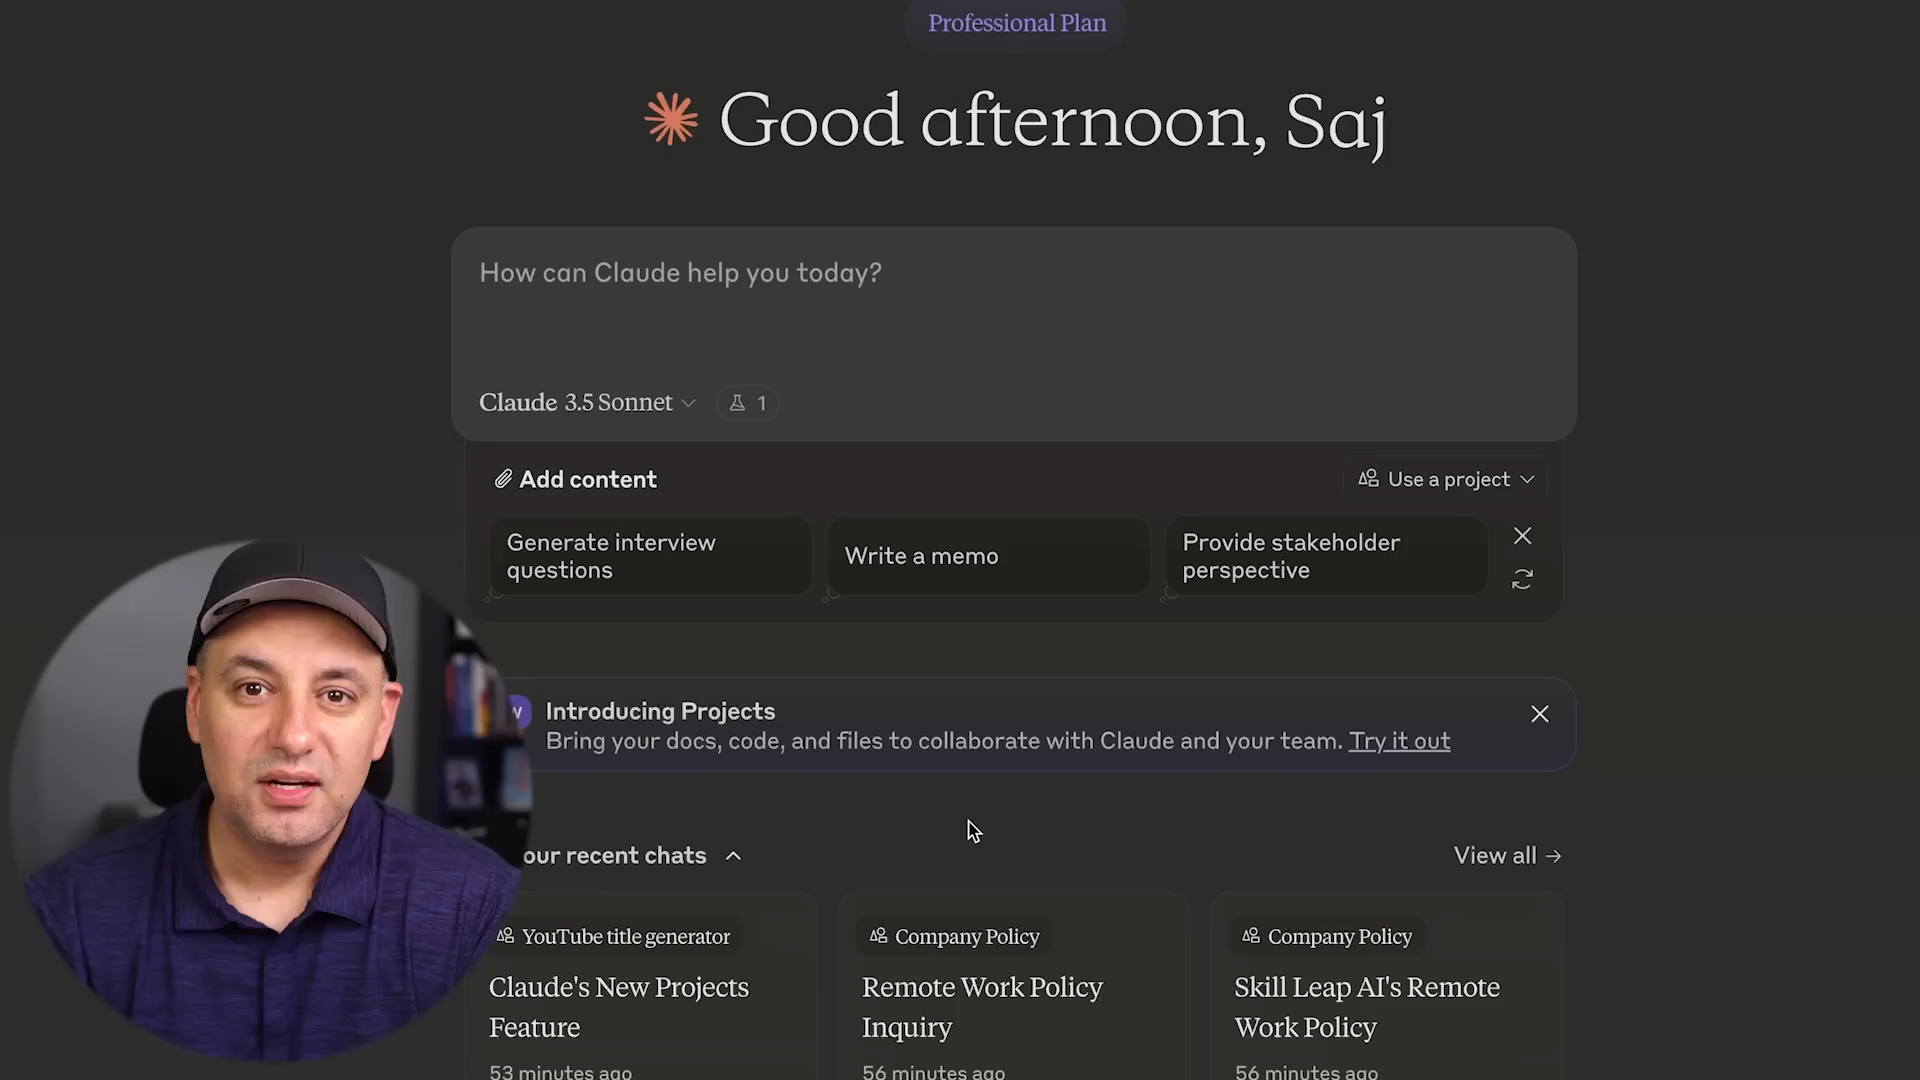 Professional Plan
Good afternoon, Saj
How can Claude help you today?
Claude 3.5 Sonnet
1
Add content
Use a project
Generate interview
questions
Write a memo
Provide stakeholder
perspective
Introducing Projects
Bring your docs, code, and files to collaborate with Claude and your team. Try it out
our recent chats
View all
YouTube title generator
Claude's New Projects
Feature
53 minutes ago
Company Policy
Remote Work Policy
Inquiry
56 minutes ago
Company Policy
Skill Leap AI's Remote
Work Policy
56 minutes ago